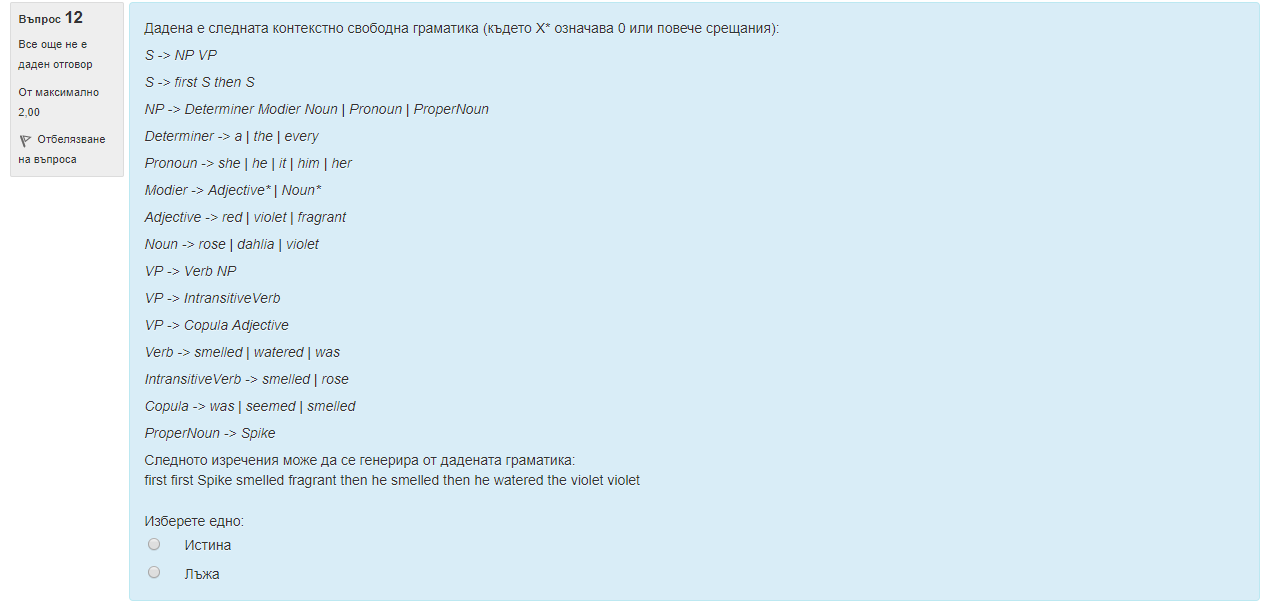 Въпрос 12
Все още не е
даден отговор
От максимално
2,00
Отбелязване
на въпроса
Дадена е следната контекстно свободна граматика (където X* означава 0 или повече срещания):
S -> NP VP
S -> first S then S
NP -> Determiner Modier Noun | Pronoun | ProperNoun
Determiner -> a | the | every
Pronoun -> she | he | it | him | her
Modier -> Adjective* | Noun*
Adjective -> red | violet | fragrant
Noun -> rose | dahlia | violet
VP -> Verb NP
VP -> IntransitiveVerb
VP -> Copula Adjective
Verb -> smelled | watered | was
IntransitiveVerb -> smelled | rose
Copula -> was | seemed | smelled
ProperNoun -> Spike
Следното изречения може да се генерира от дадената граматика:
first first Spike smelled fragrant then he smelled then he watered the violet violet
Изберете едно:
Истина
Лъжа